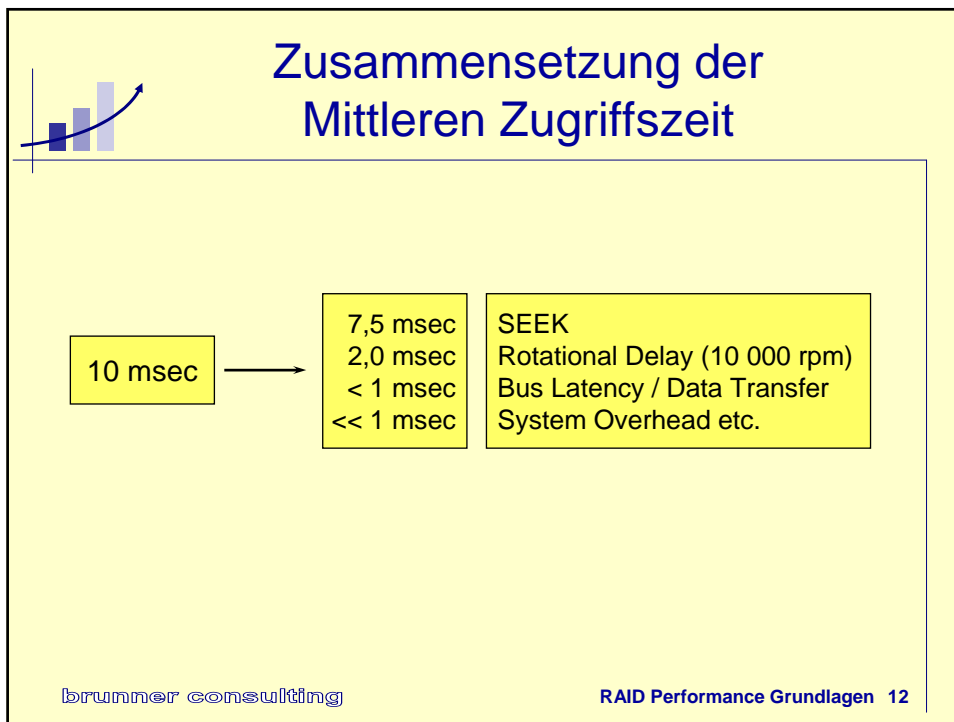 Zusammensetzung der
Mittleren Zugriffszeit
10 msec
7,5 msec SEEK
2,0 msec Rotational Delay (10 000 rpm)
< 1 msec Bus Latency / Data Transfer
<< 1 msec System Overhead etc.
brunner consulting
RAID Performance Grundlagen 12